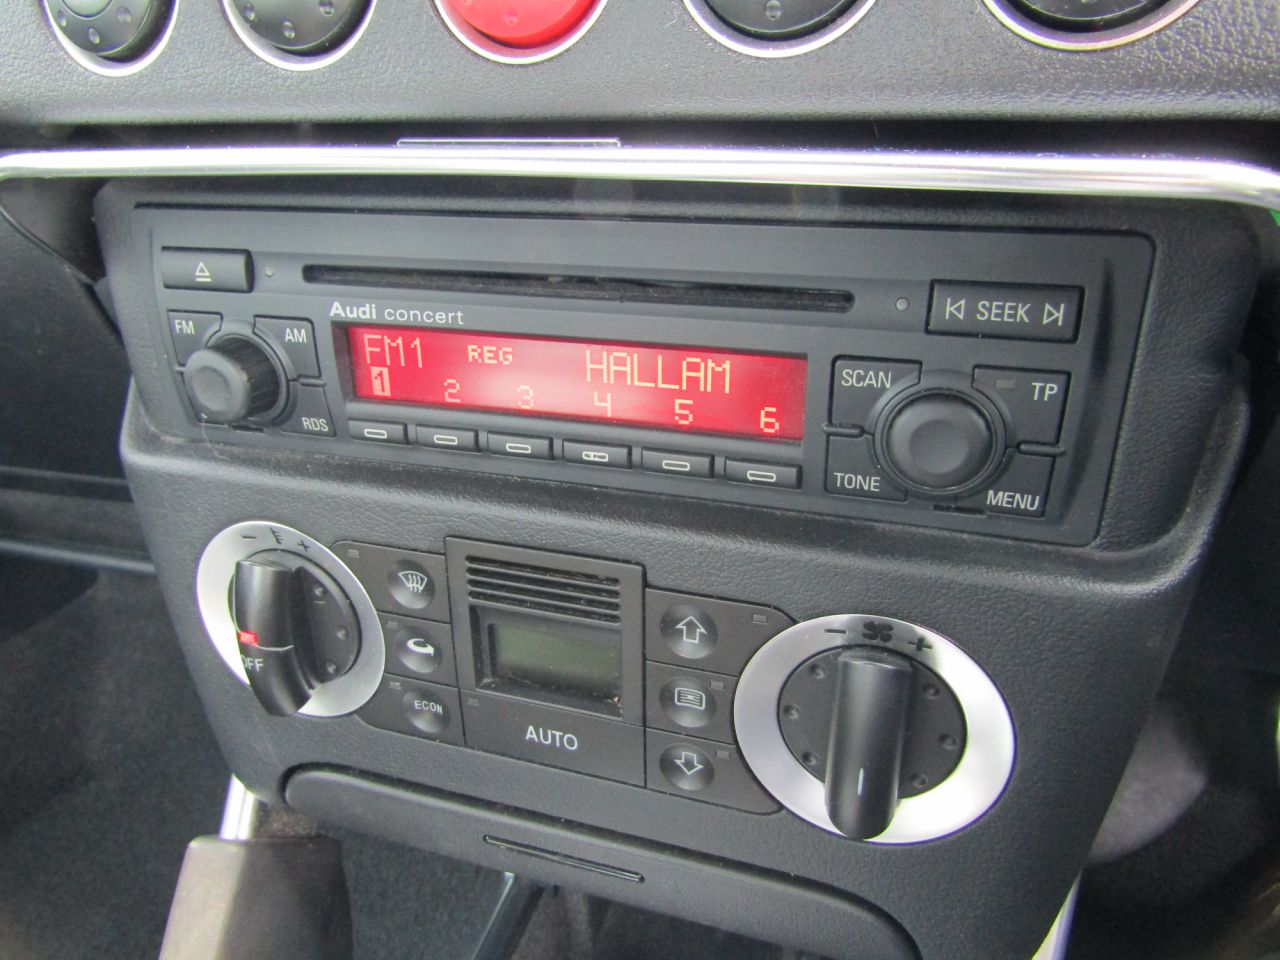 Audi concert
SEEK
FM
AM
RDS
FM1 REG HALLAM
1 2 3 4 5 6
SCAN
TP
TONE
MENU
- +
OFF
ECON
AUTO
- +